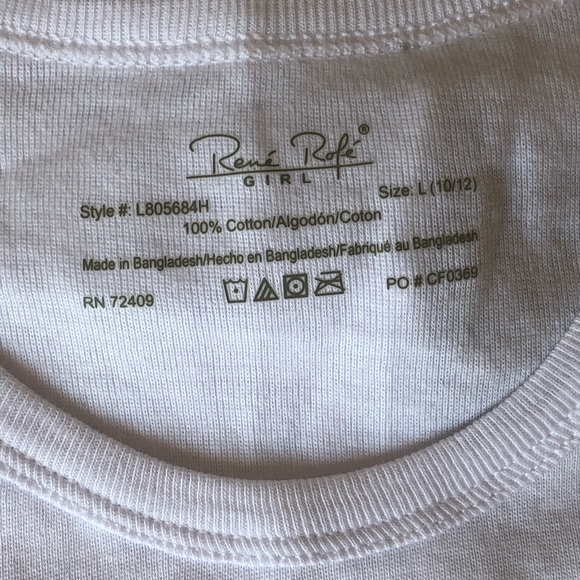 René Rofé®
GIRL
Style #: L805684H
Size: L (10/12)
100% Cotton/Algodón/Coton
Made in Bangladesh/Hecho en Bangladesh/Fabriqué au Bangladesh
RN 72409
PO # CF0369